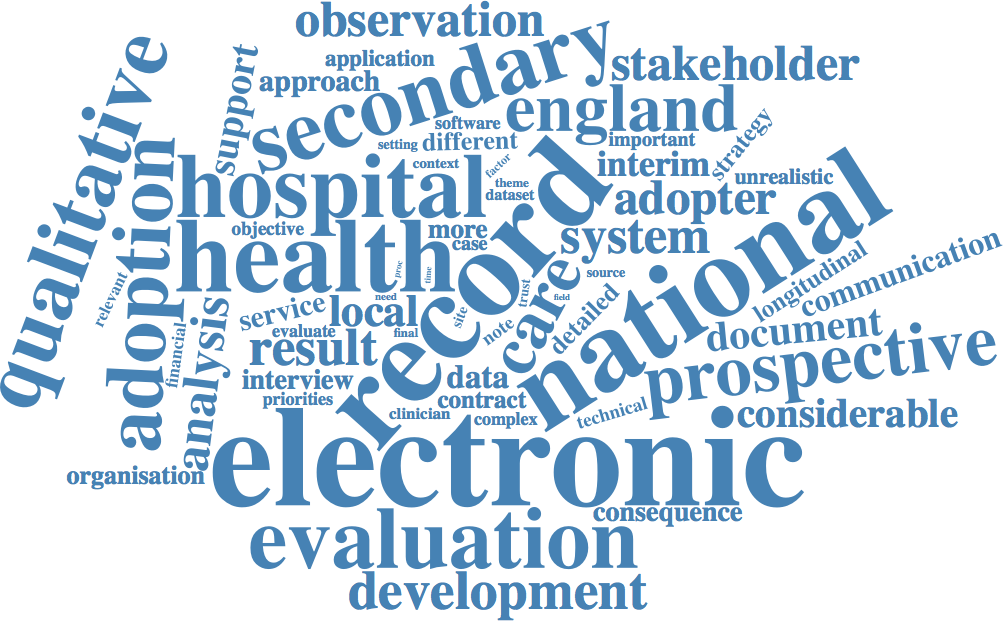 observation
application
approach
secondary
stakeholder
support
qualitative
adoption
software
england
setting
different
important
strategy
context
factor
interim
unrealistic
hospital
theme
dataset
adopter
objective
more
case
system
health
record
national
proc
time
source
care
trust
field
need
relevant
financial
analysis
service
local
evaluate
final
site
note
detailed
longitudinal
communication
result
document
prospective
interview
priorities
data
contract
clinician
complex
technical
•considerable
organisation
electronic
consequence
evaluation
development